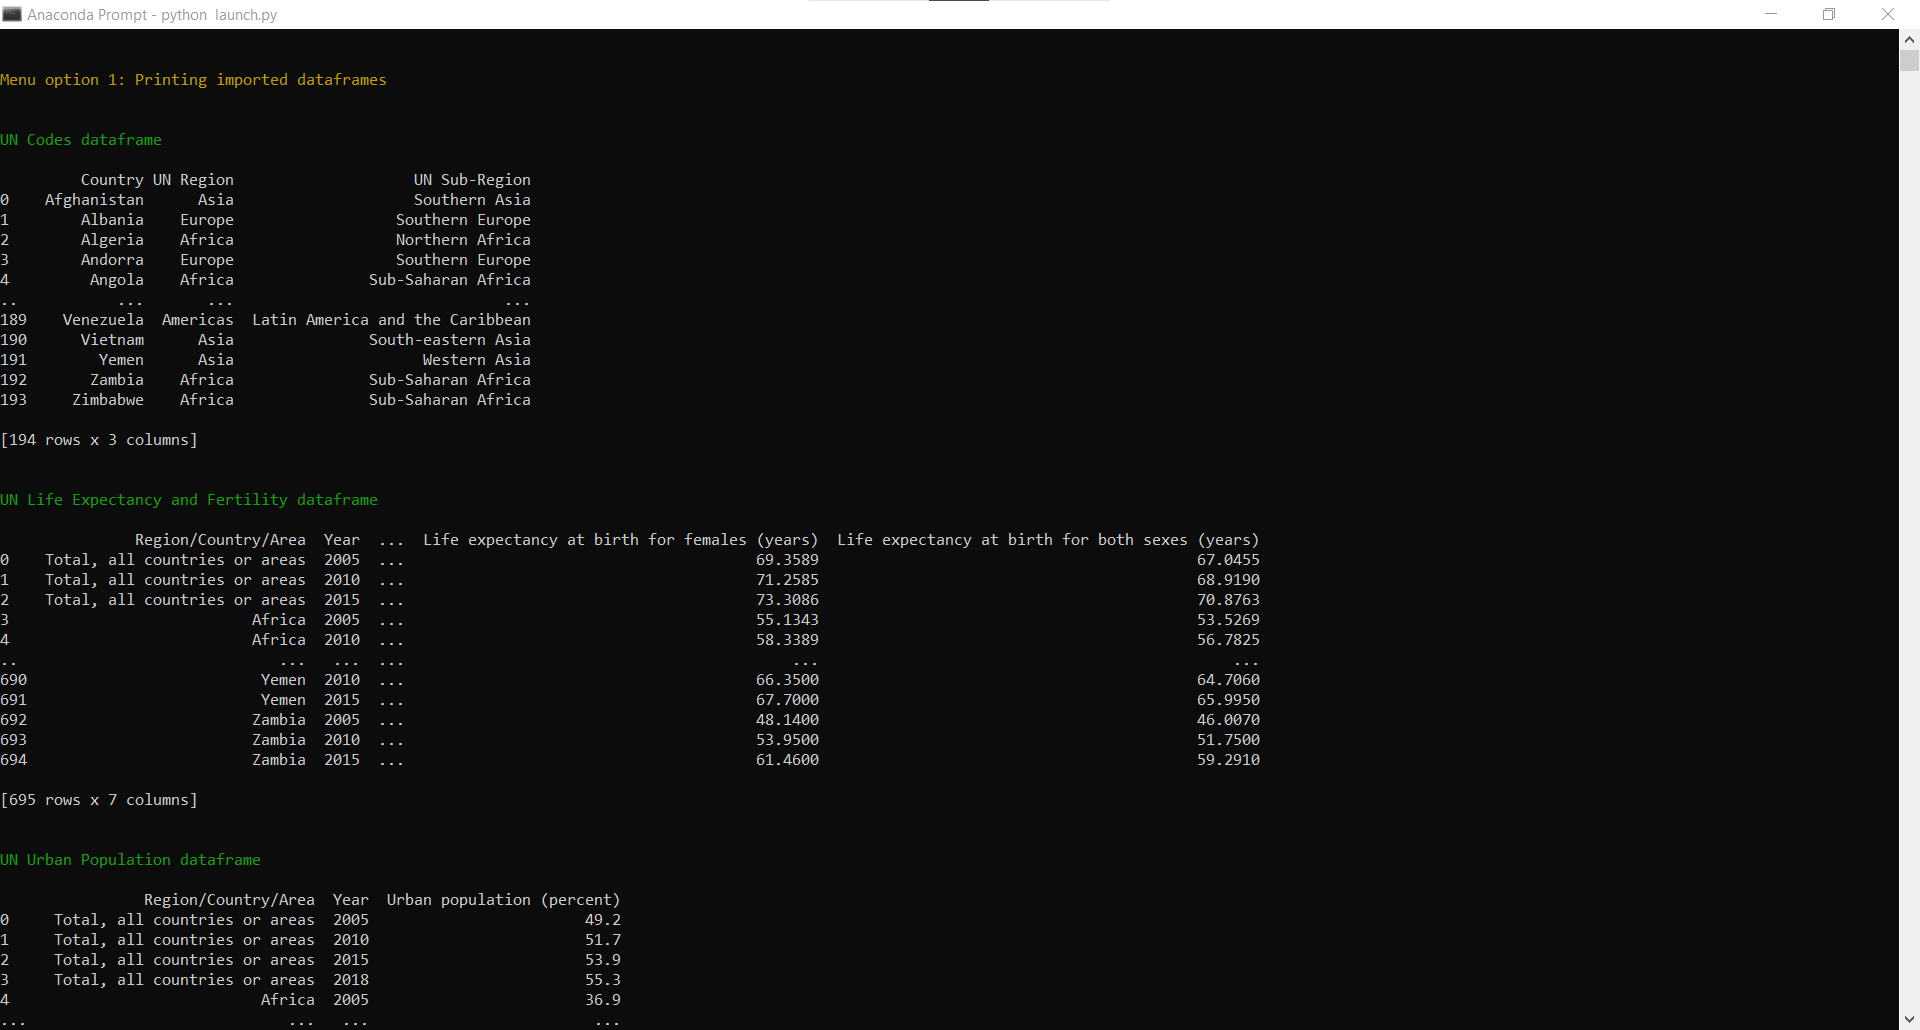 Anaconda Prompt - python  launch.py
Menu option 1: Printing imported dataframes
UN Codes dataframe
         Country UN Region                    UN Sub-Region
0    Afghanistan      Asia                    Southern Asia
1        Albania    Europe                  Southern Europe
2        Algeria    Africa                  Northern Africa
3        Andorra    Europe                  Southern Europe
4         Angola    Africa               Sub-Saharan Africa
..           ...       ...                              ...
189    Venezuela  Americas  Latin America and the Caribbean
190      Vietnam      Asia               South-eastern Asia
191        Yemen      Asia                     Western Asia
192       Zambia    Africa               Sub-Saharan Africa
193     Zimbabwe    Africa               Sub-Saharan Africa
[194 rows x 3 columns]
UN Life Expectancy and Fertility dataframe
               Region/Country/Area  Year  ...  Life expectancy at birth for females (years)  Life expectancy at birth for both sexes (years)
0    Total, all countries or areas  2005  ...                                       69.3589                                          67.0455
1    Total, all countries or areas  2010  ...                                       71.2585                                          68.9190
2    Total, all countries or areas  2015  ...                                       73.3086                                          70.8763
3                           Africa  2005  ...                                       55.1343                                          53.5269
4                           Africa  2010  ...                                       58.3389                                          56.7825
..                             ...   ...  ...                                           ...                                              ...
690                          Yemen  2010  ...                                       66.3500                                          64.7060
691                          Yemen  2015  ...                                       67.7000                                          65.9950
692                         Zambia  2005  ...                                       48.1400                                          46.0070
693                         Zambia  2010  ...                                       53.9500                                          51.7500
694                         Zambia  2015  ...                                       61.4600                                          59.2910
[695 rows x 7 columns]
UN Urban Population dataframe
                Region/Country/Area  Year  Urban population (percent)
0     Total, all countries or areas  2005                        49.2
1     Total, all countries or areas  2010                        51.7
2     Total, all countries or areas  2015                        53.9
3     Total, all countries or areas  2018                        55.3
4                            Africa  2005                        36.9
...                             ...   ...                         ...